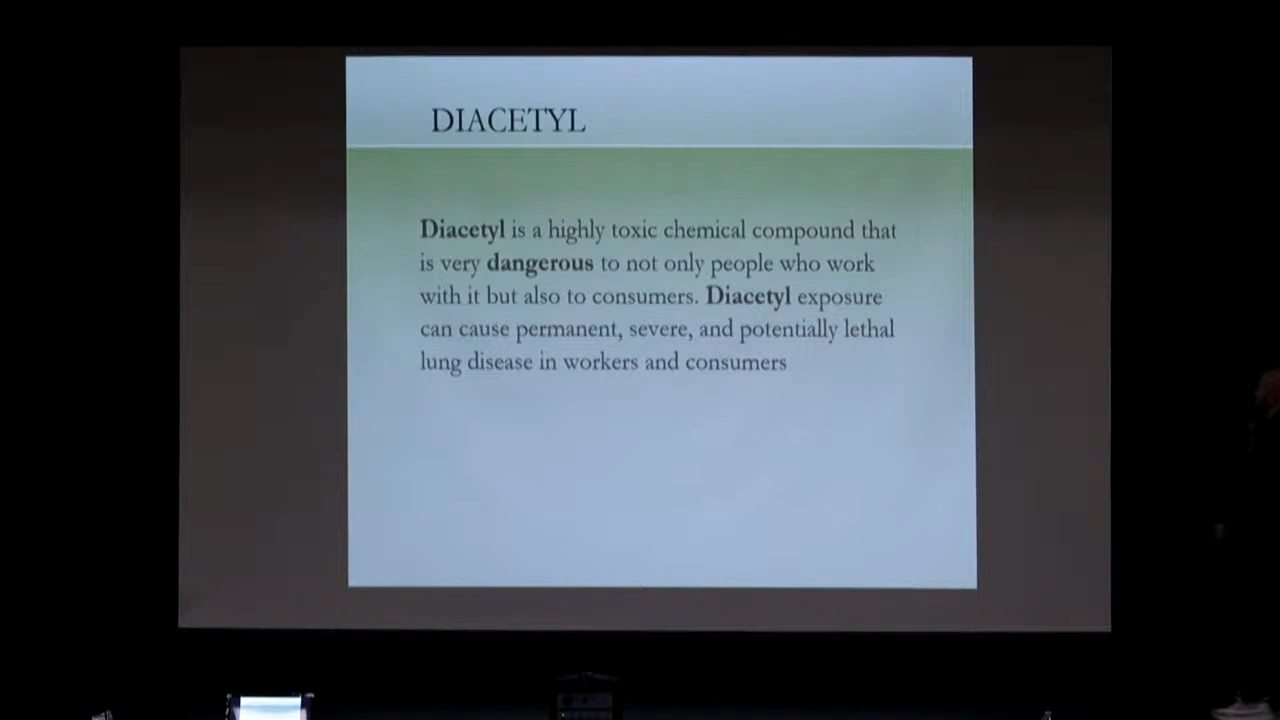 DIACETYL
Diacetyl is a highly toxic chemical compound that
is very dangerous to not only people who work
with it but also to consumers. Diacetyl exposure
can cause permanent, severe, and potentially lethal
lung disease in workers and consumers